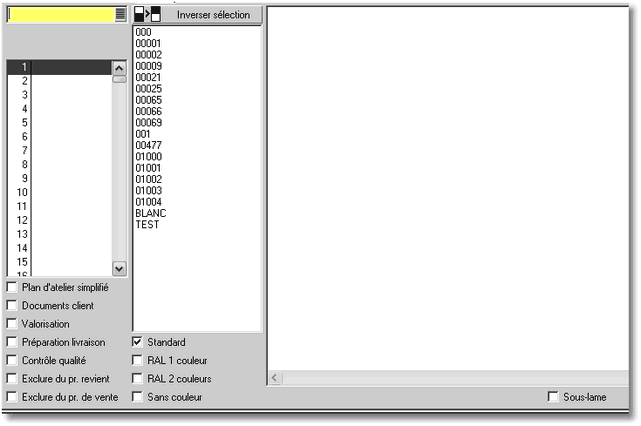 Inverser sélection
000
00001
00002
00009
00021
00025
00065
00066
00069
001
00477
01000
01001
01002
01003
01004
BLANC
TEST
1
2
3
4
5
6
7
8
9
10
11
12
13
14
15
16
Plan d'atelier simplifié
Documents client
Valorisation
Préparation livraison
Contrôle qualité
Exclure du pr. revient
Exclure du pr. de vente
Standard
RAL 1 couleur
RAL 2 couleurs
Sans couleur
Sous-lame